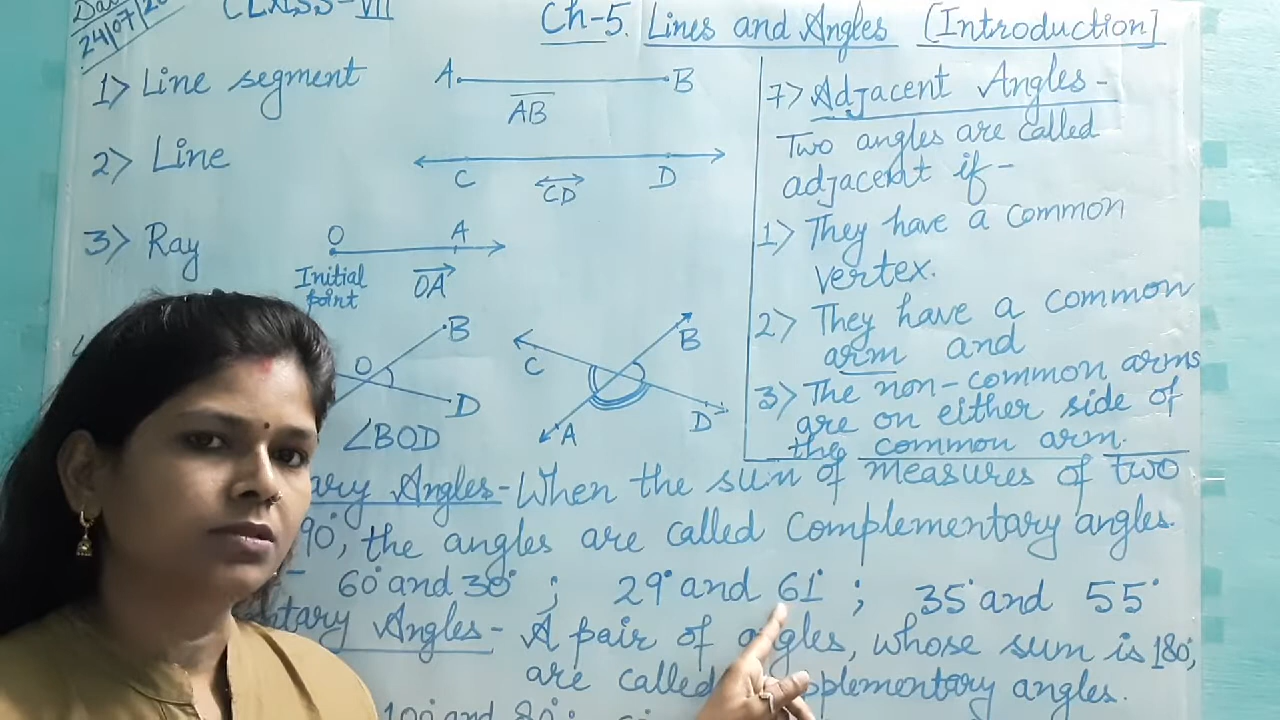 24/07/20
CLASS-VII
Ch-5. Lines and Angles [Introduction]
1) Line segment
A B
AB
2) Line
C D
CD
3) Ray
O A
Initial point
OA
B
O
D
∠BOD
C B
A D
7) Adjacent Angles-
Two angles are called
adjacent if-
1) They have a common
vertex.
2) They have a common
arm and
3) The non-common arms
are on either side of
the common arm.
Angles-When the sum of measures of two
90°, the angles are called Complementary angles.
60° and 30° ; 29° and 61° ; 35° and 55°
Angles- A pair of angles, whose sum is 180°,
are called angles.
100° and 80° ;